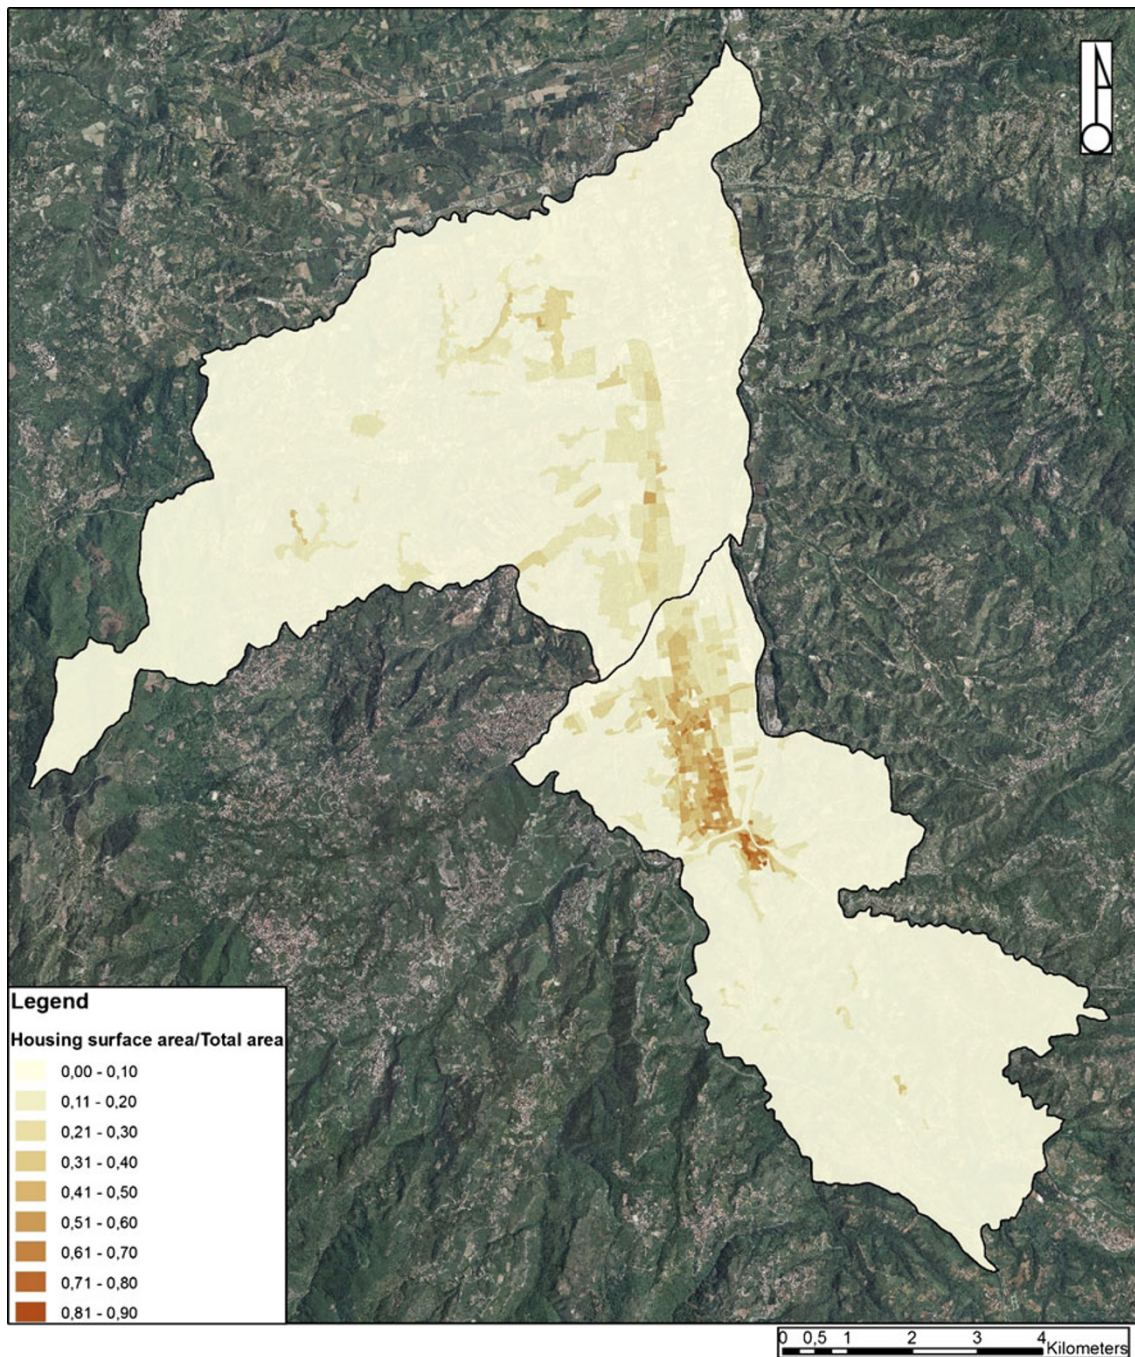 Legend
Housing surface area/Total area
0,00 - 0,10
0,11 - 0,20
0,21 - 0,30
0,31 - 0,40
0,41 - 0,50
0,51 - 0,60
0,61 - 0,70
0,71 - 0,80
0,81 - 0,90
0 0,5 1 2 3 4
Kilometers